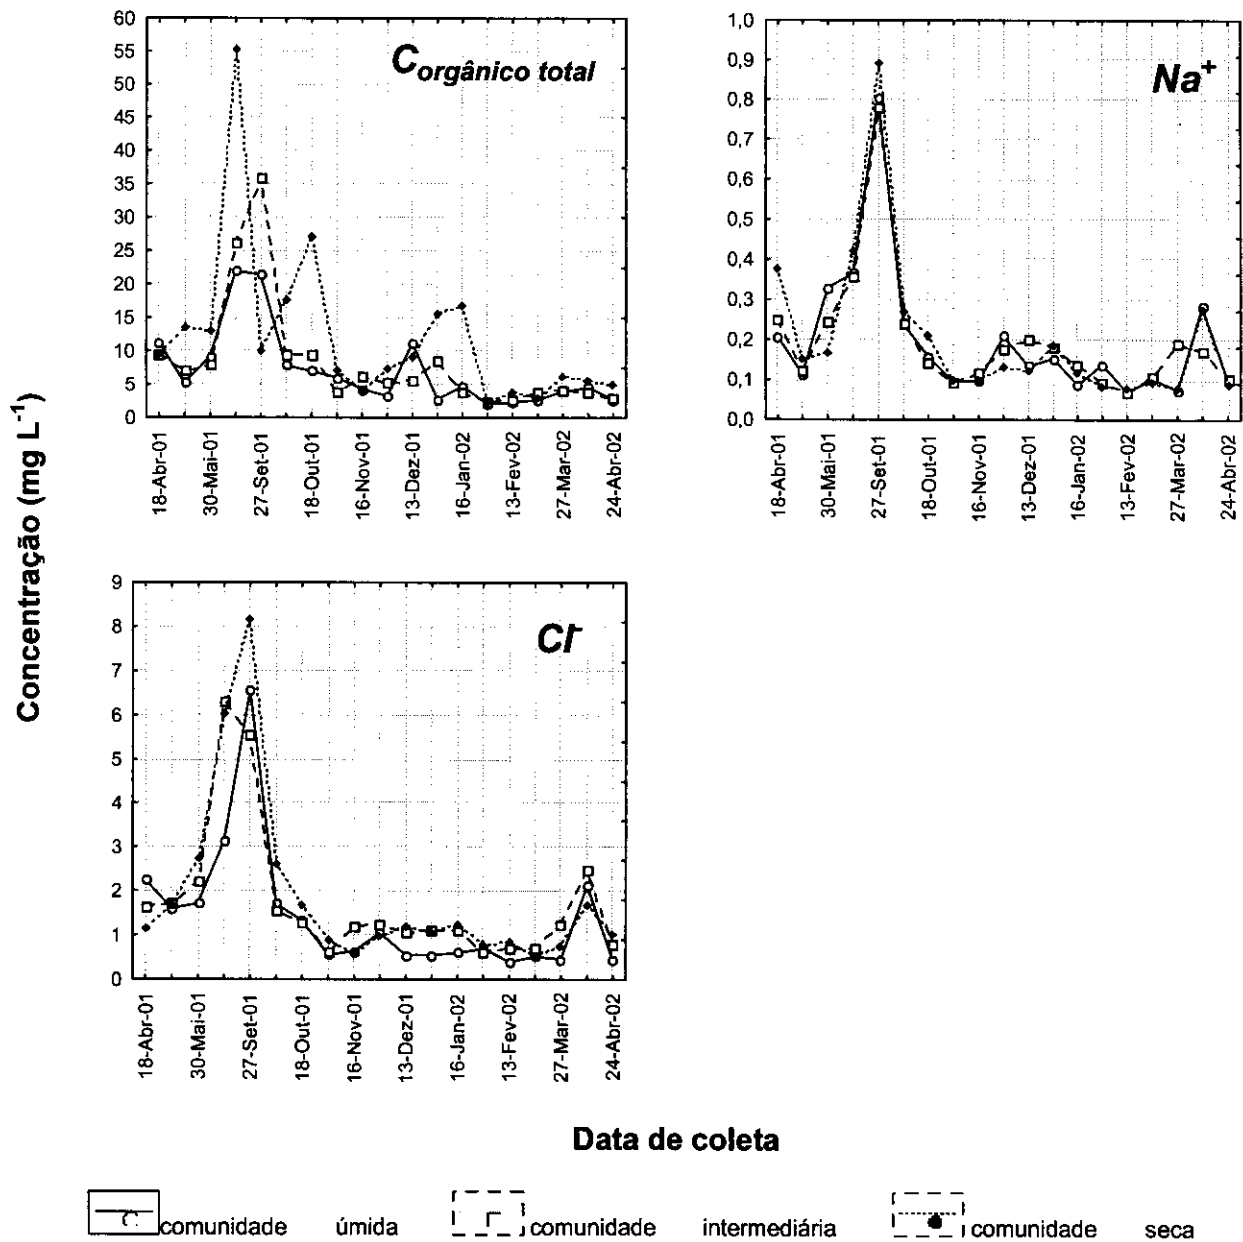 C orgânico total
60
55
50
45
40
35
30
25
20
15
10
5
0
18-Abr-01
30-Mai-01
27-Set-01
18-Out-01
16-Nov-01
13-Dez-01
16-Jan-02
13-Fev-02
27-Mar-02
24-Abr-02
Na+
1,0
0,9
0,8
0,7
0,6
0,5
0,4
0,3
0,2
0,1
0,0
18-Abr-01
30-Mai-01
27-Set-01
18-Out-01
16-Nov-01
13-Dez-01
16-Jan-02
13-Fev-02
27-Mar-02
24-Abr-02
Concentração (mg L-1)
Cl-
9
8
7
6
5
4
3
2
1
0
18-Abr-01
30-Mai-01
27-Set-01
18-Out-01
16-Nov-01
13-Dez-01
16-Jan-02
13-Fev-02
27-Mar-02
24-Abr-02
Data de coleta
comunidade úmida comunidade intermediária comunidade seca